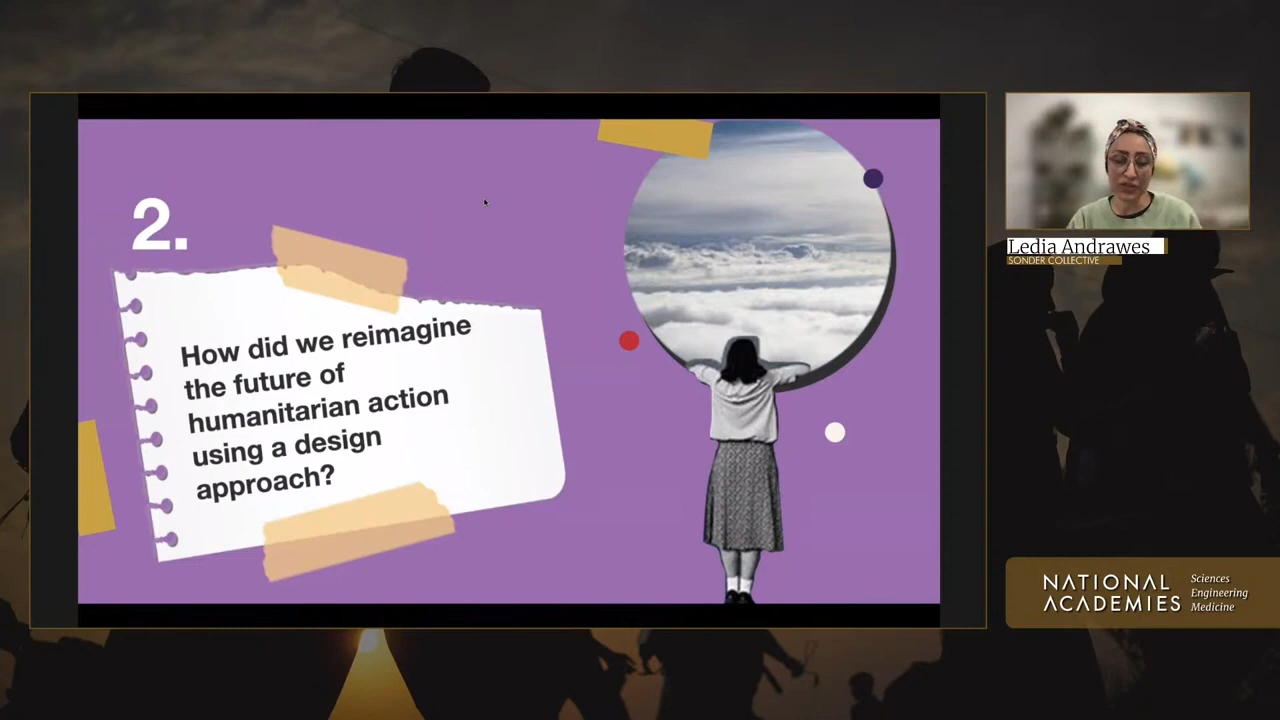 2.
How did we reimagine
the future of
humanitarian action
using a design
approach?
Ledia Andrawes
SONDER COLLECTIVE
NATIONAL
ACADEMIES
Sciences
Engineering
Medicine